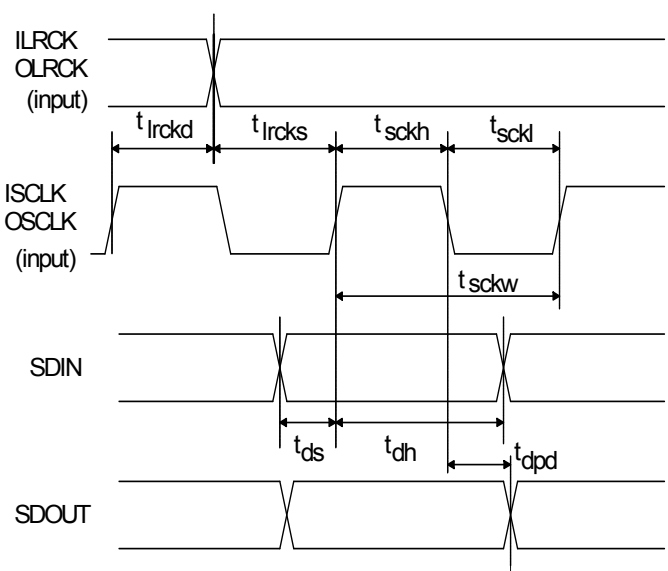 ILRCK
OLRCK
(input)
t lrckd
t lrcks
t sckh
t sckl
ISCLK
OSCLK
(input)
t sckw
SDIN
t ds
t dh
t dpd
SDOUT